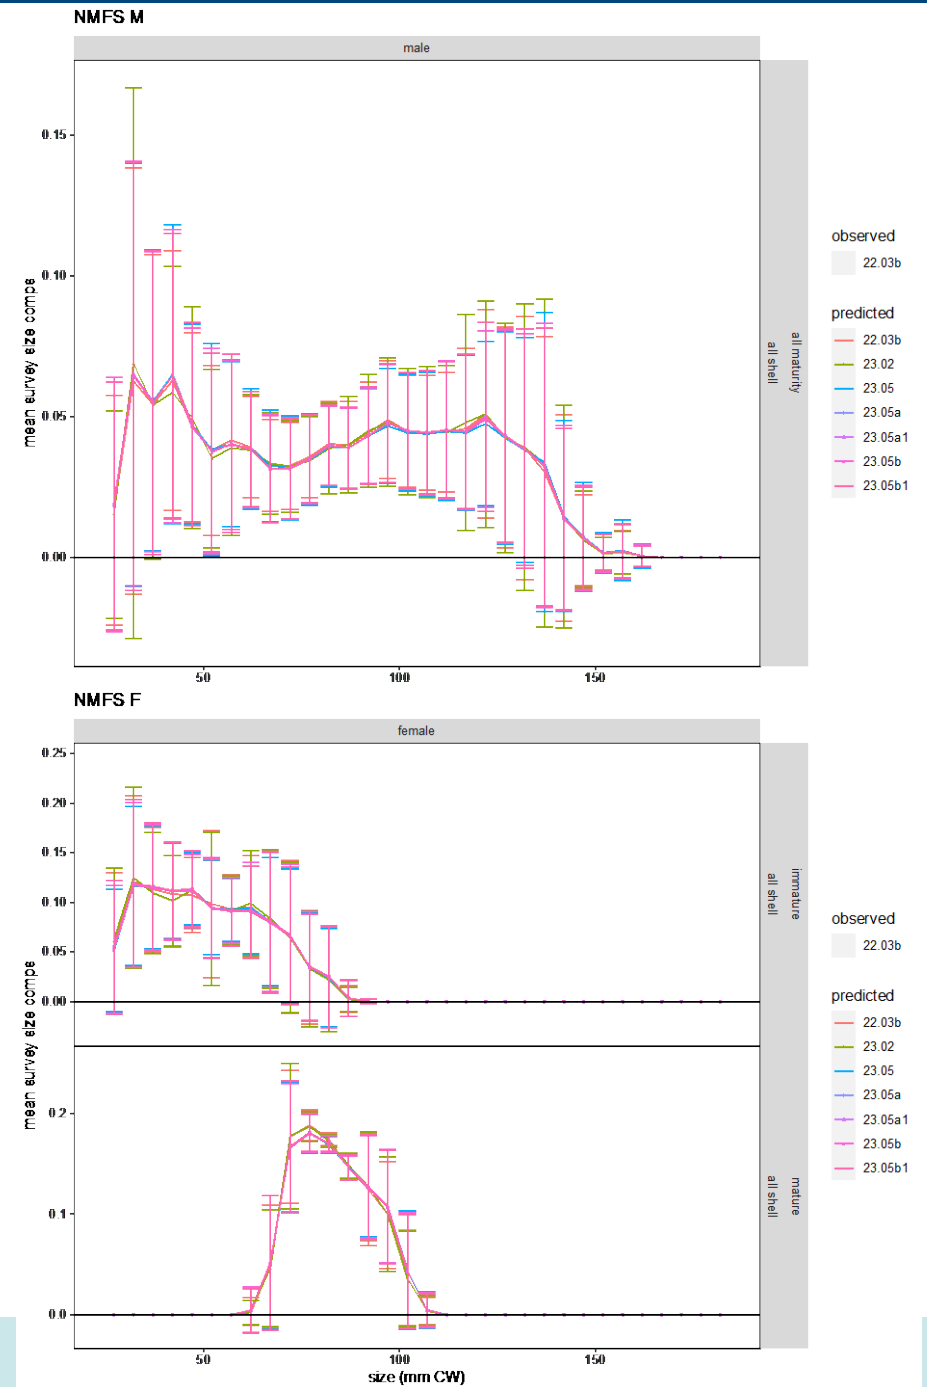 NMFS M
male
0.15
0.10
0.05
0.00
mean survey size comps
all maturity
all shell
50
100
150
observed
22.03b
predicted
22.03b
23.02
23.05
23.05a
23.05a1
23.05b
23.05b1
NMFS F
female
0.25
0.20
0.15
0.10
0.05
0.00
immature
all shell
mean survey size comps
0.2
0.1
0.0
mature
all shell
50
100
150
size (mm CW)
observed
22.03b
predicted
22.03b
23.02
23.05
23.05a
23.05a1
23.05b
23.05b1